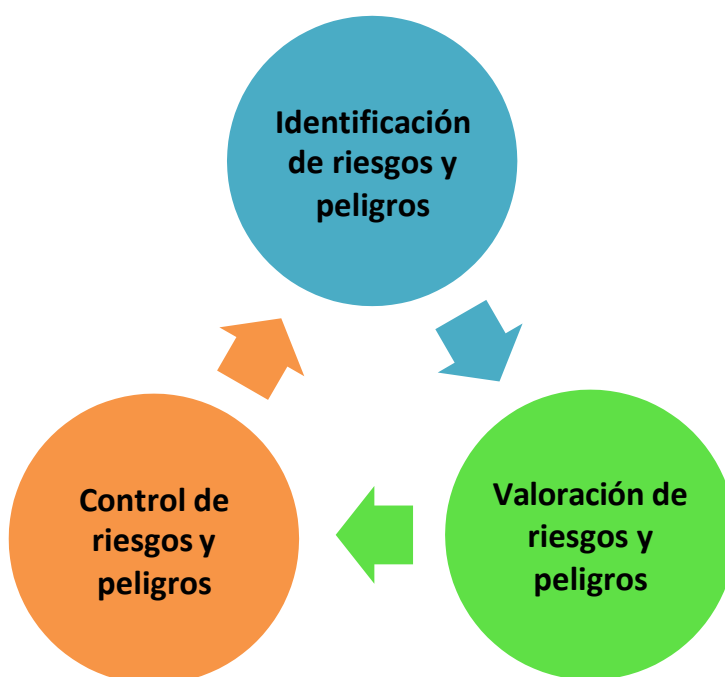 Identificación
de riesgos y
peligros
Control de
riesgos y
peligros
Valoración de
riesgos y
peligros